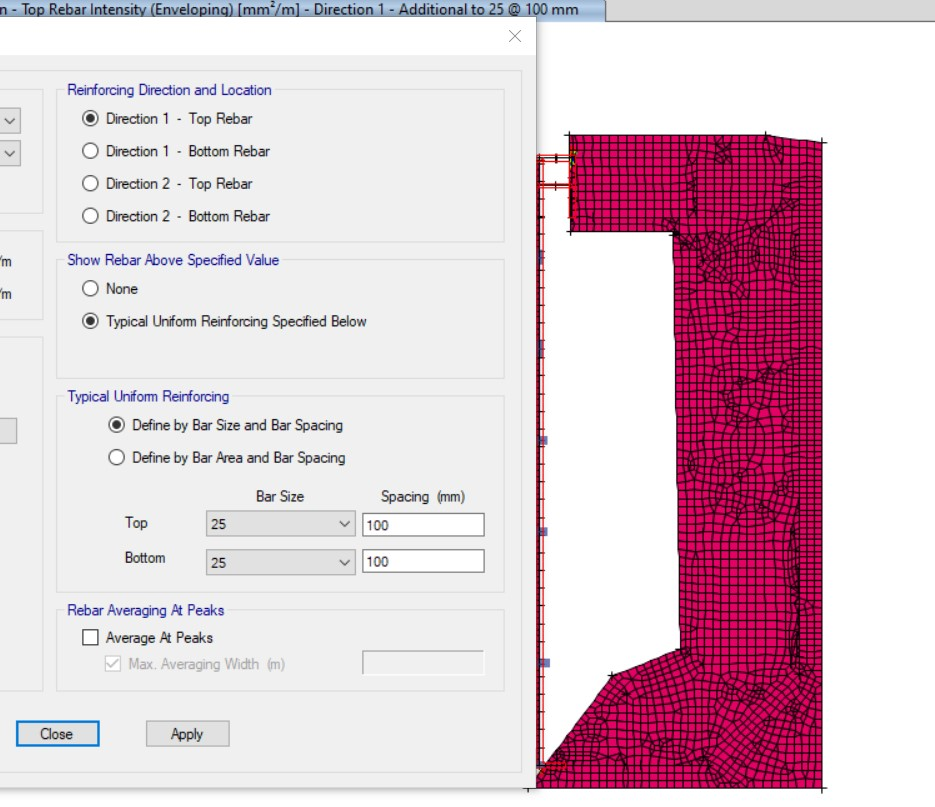 n - Top Rebar Intensity (Enveloping) [mm²/m] - Direction 1 - Additional to 25 @ 100 mm
Reinforcing Direction and Location
Direction 1 - Top Rebar
Direction 1 - Bottom Rebar
Direction 2 - Top Rebar
Direction 2 - Bottom Rebar
Show Rebar Above Specified Value
/m
None
/m
Typical Uniform Reinforcing Specified Below
Typical Uniform Reinforcing
Define by Bar Size and Bar Spacing
Define by Bar Area and Bar Spacing
Bar Size Spacing (mm)
Top 25 100
Bottom 25 100
Rebar Averaging At Peaks
Average At Peaks
Max. Averaging Width (m)
Close Apply